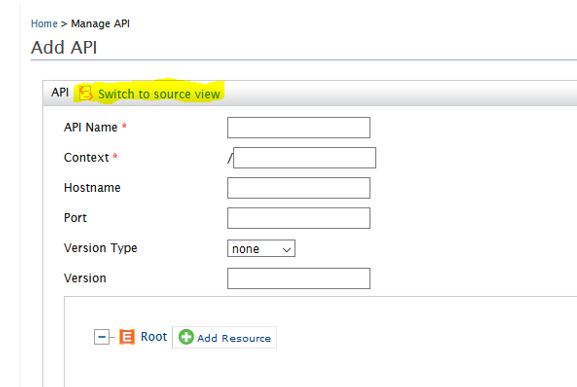 Home > Manage API
Add API
API Switch to source view
API Name *
Context *
/
Hostname
Port
Version Type
none
Version
Root Add Resource